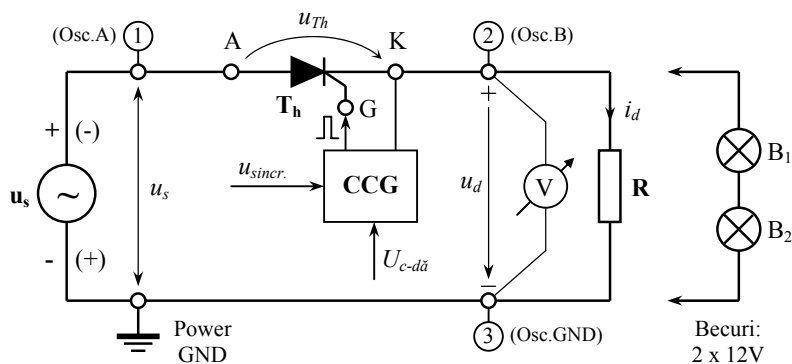 u_Th
(Osc.A) 1
A
K
2 (Osc.B)
T_h
G
+
i_d
+ (-)
u_s
u_s
u_sincr.
CCG
u_d
V
R
B_1
B_2
- (+)
U_c-dă
–
Power
GND
3 (Osc.GND)
Becuri:
2 x 12V